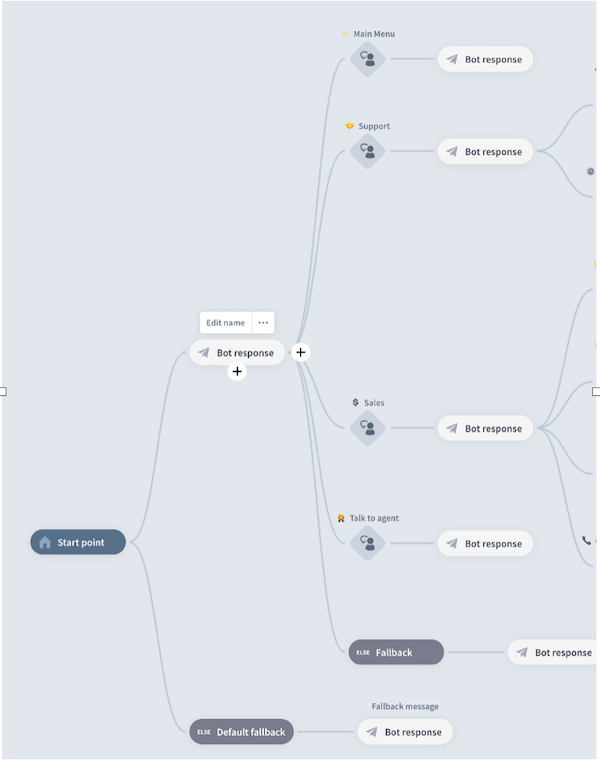 ✨ Main Menu
Bot response
🤝 Support
Bot response
Edit name
Bot response
$ Sales
Bot response
Talk to agent
Bot response
Start point
ELSE Fallback
Bot response
Fallback message
ELSE Default fallback
Bot response